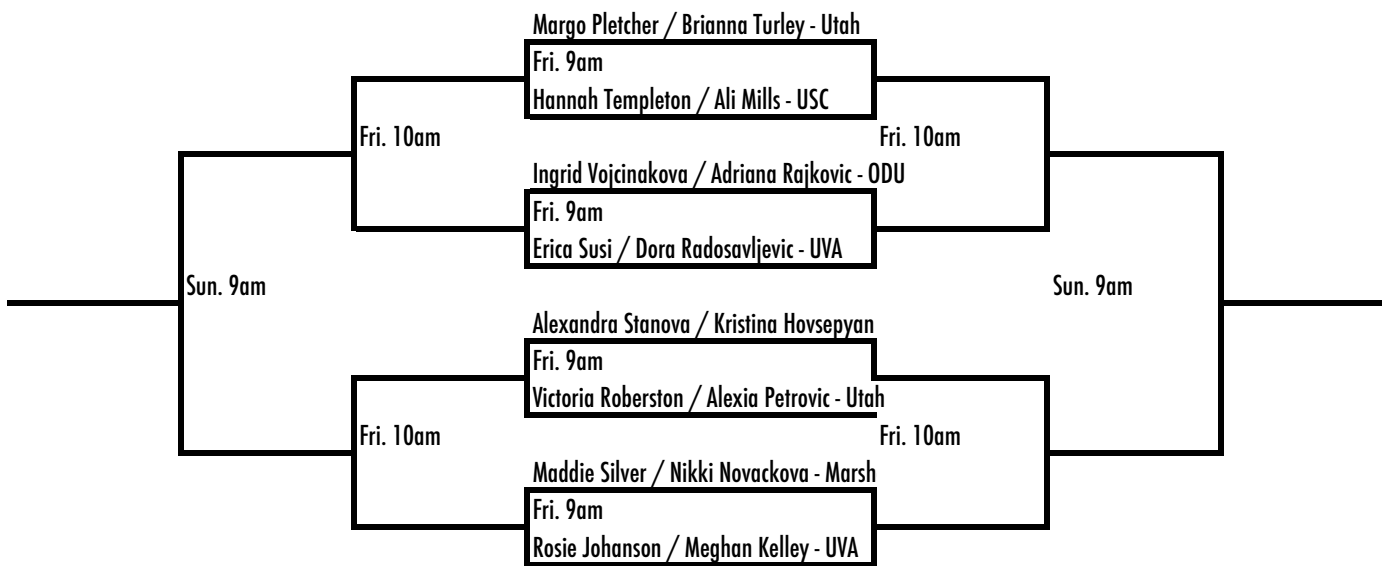 Margo Pletcher / Brianna Turley - Utah
Fri. 9am
Hannah Templeton / Ali Mills - USC
Fri. 10am
Fri. 10am
Ingrid Vojcinakova / Adriana Rajkovic - ODU
Fri. 9am
Erica Susi / Dora Radosavljevic - UVA
Sun. 9am
Sun. 9am
Alexandra Stanova / Kristina Hovsepyan
Fri. 9am
Victoria Roberston / Alexia Petrovic - Utah
Fri. 10am
Fri. 10am
Maddie Silver / Nikki Novackova - Marsh
Fri. 9am
Rosie Johanson / Meghan Kelley - UVA